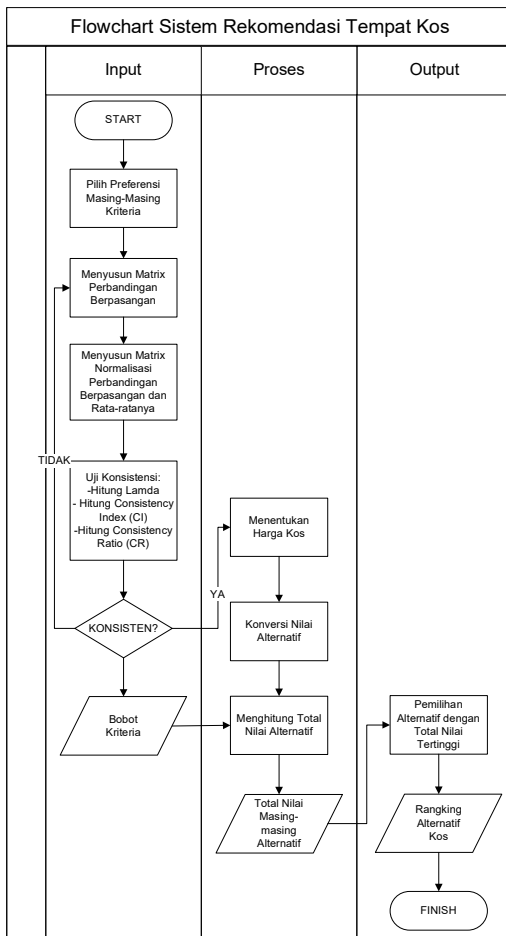 Flowchart Sistem Rekomendasi Tempat Kos
Input
Proses
Output
START
Pilih Preferensi
Masing-Masing
Kriteria
Menyusun Matrix
Perbandingan
Berpasangan
Menyusun Matrix
Normalisasi
Perbandingan
Berpasangan dan
Rata-ratanya
TIDAK
Uji Konsistensi:
-Hitung Lamda
- Hitung Consistency
Index (CI)
-Hitung Consistency
Ratio (CR)
KONSISTEN?
YA
Bobot
Kriteria
Menentukan
Harga Kos
Konversi Nilai
Alternatif
Menghitung Total
Nilai Alternatif
Total Nilai
Masing-
masing
Alternatif
Pemilihan
Alternatif dengan
Total Nilai
Tertinggi
Rangking
Alternatif
Kos
FINISH